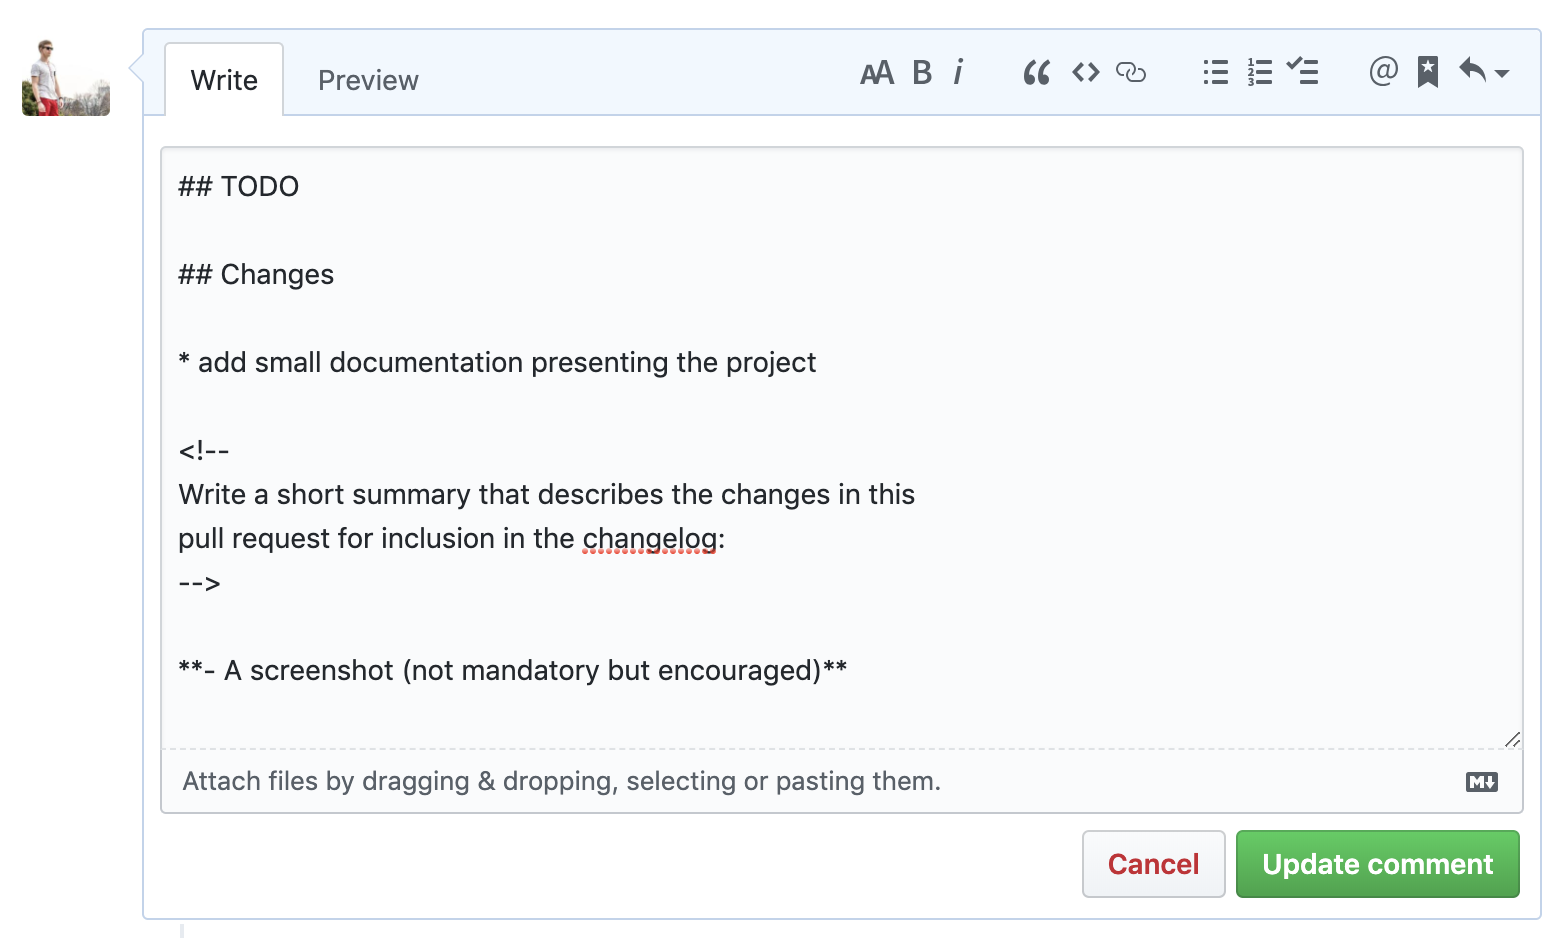 Write
Preview
AA B i
## TODO
## Changes
* add small documentation presenting the project
<!--
Write a short summary that describes the changes in this
pull request for inclusion in the changelog:
-->
**- A screenshot (not mandatory but encouraged)**
Attach files by dragging & dropping, selecting or pasting them.
M
Cancel
Update comment